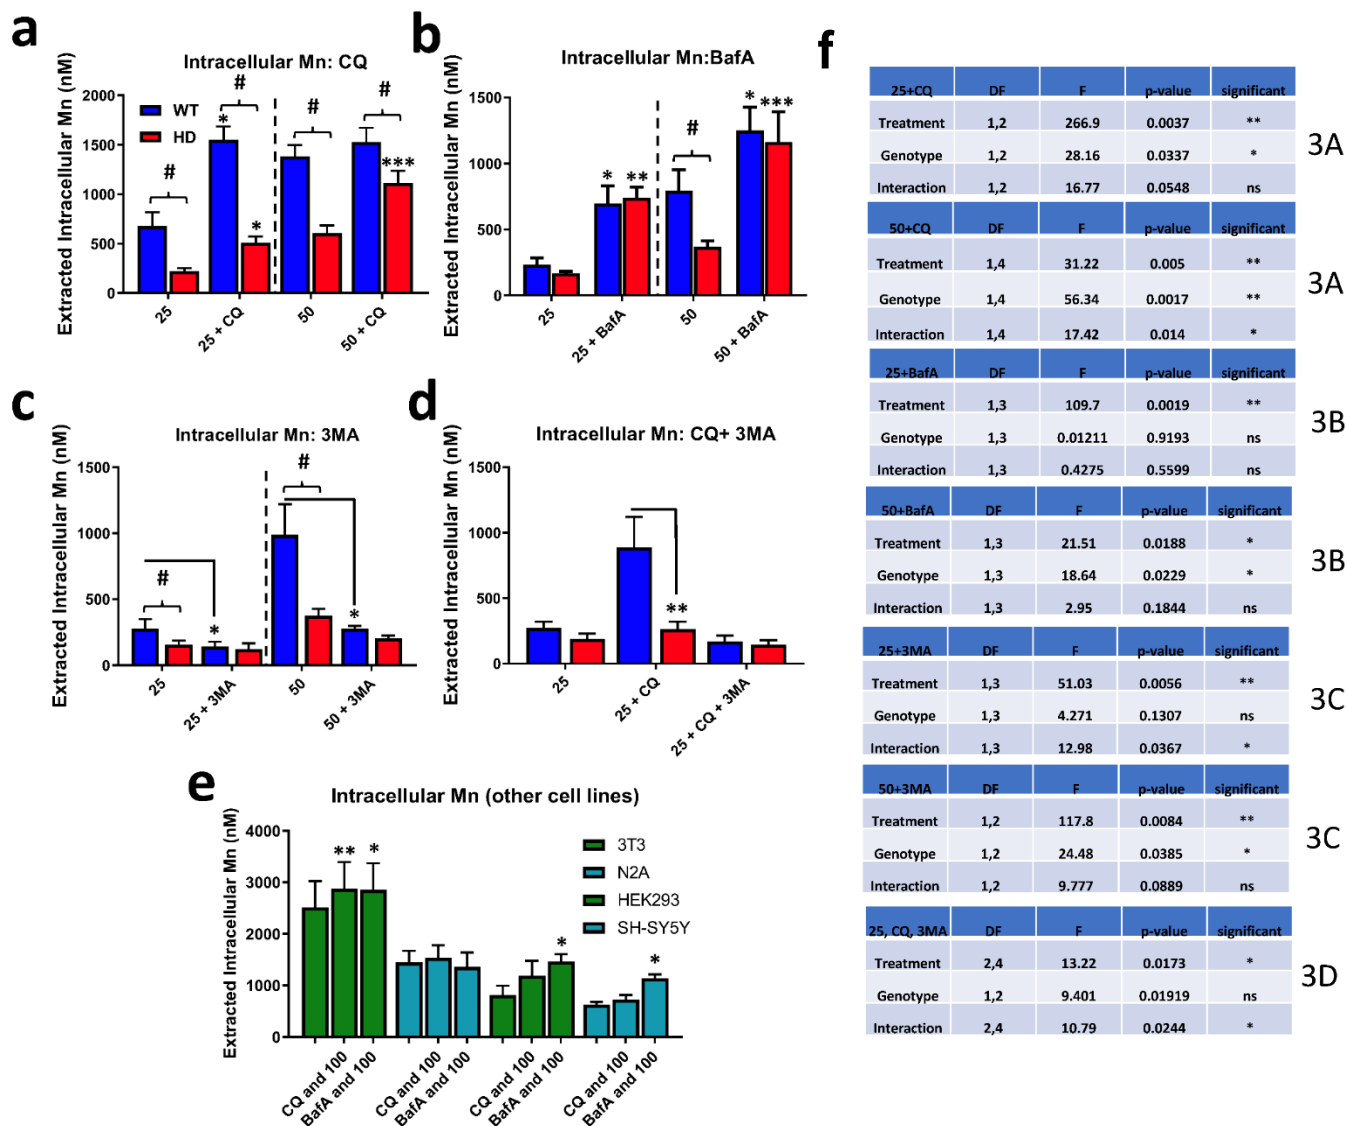 a
Intracellular Mn: CQ
Extracted Intracellular Mn (nM)
2000
1500
1000
500
0
WT
HD
#
#
#
#
*
*
***
25
25 + CQ
50
50 + CQ
b
Intracellular Mn:BafA
Extracted Intracellular Mn (nM)
1500
1000
500
0
*
**
#
*
***
25
25 + BafA
50
50 + BafA
c
Intracellular Mn: 3MA
Extracted Intracellular Mn (nM)
1500
1000
500
0
#
*
#
*
25
25 + 3MA
50
50 + 3MA
d
Intracellular Mn: CQ+ 3MA
Extracted Intracellular Mn (nM)
1500
1000
500
0
**
25
25 + CQ
25 + CQ + 3MA
e
Intracellular Mn (other cell lines)
Extracted Intracellular Mn (nM)
4000
3000
2000
1000
0
**
*
*
*
3T3
N2A
HEK293
SH-SY5Y
CQ and 100
BafA and 100
CQ and 100
BafA and 100
CQ and 100
BafA and 100
CQ and 100
BafA and 100
f
25+CQ DF F p-value significant
Treatment 1,2 266.9 0.0037 **
Genotype 1,2 28.16 0.0337 *
Interaction 1,2 16.77 0.0548 ns
3A
50+CQ DF F p-value significant
Treatment 1,4 31.22 0.005 **
Genotype 1,4 56.34 0.0017 **
Interaction 1,4 17.42 0.014 *
3A
25+BafA DF F p-value significant
Treatment 1,3 109.7 0.0019 **
Genotype 1,3 0.01211 0.9193 ns
Interaction 1,3 0.4275 0.5599 ns
3B
50+BafA DF F p-value significant
Treatment 1,3 21.51 0.0188 *
Genotype 1,3 18.64 0.0229 *
Interaction 1,3 2.95 0.1844 ns
3B
25+3MA DF F p-value significant
Treatment 1,3 51.03 0.0056 **
Genotype 1,3 4.271 0.1307 ns
Interaction 1,3 12.98 0.0367 *
3C
50+3MA DF F p-value significant
Treatment 1,2 117.8 0.0084 **
Genotype 1,2 24.48 0.0385 *
Interaction 1,2 9.777 0.0889 ns
3C
25, CQ, 3MA DF F p-value significant
Treatment 2,4 13.22 0.0173 *
Genotype 1,2 9.401 0.01919 ns
Interaction 2,4 10.79 0.0244 *
3D